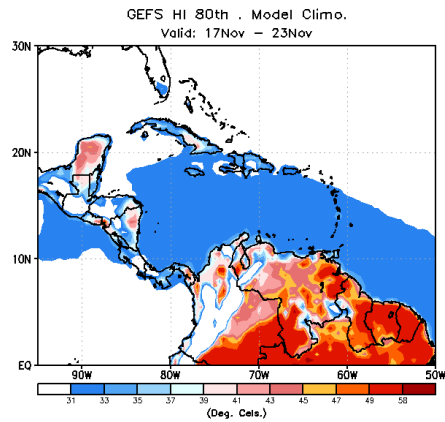 GEFS HI 80th . Model Climo.
Valid: 17Nov – 23Nov
30N
20N
10N
EQ
90W 80W 70W 60W 50W
31 33 35 37 39 41 43 45 47 49 58
(Deg. Cels.)